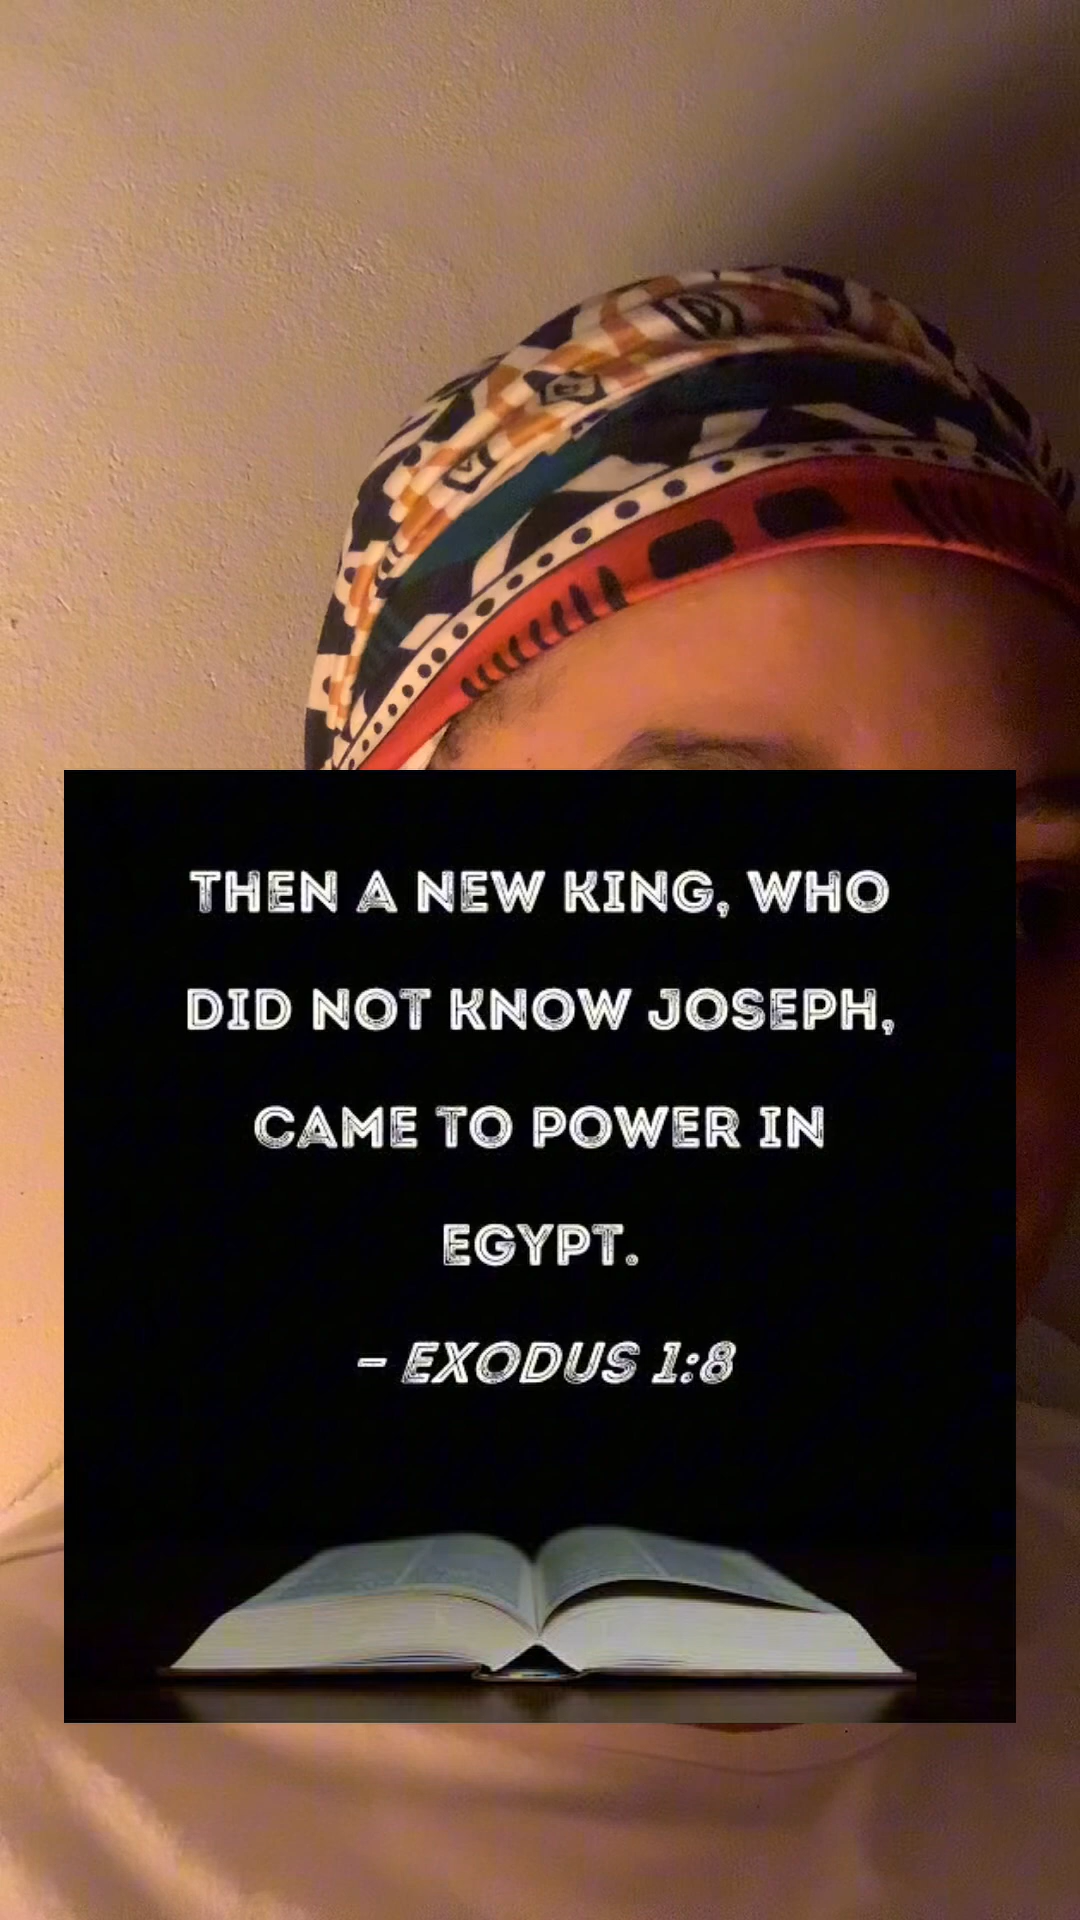 THEN A NEW KING, WHO
DID NOT KNOW JOSEPH,
CAME TO POWER IN
EGYPT.
– EXODUS 1:8